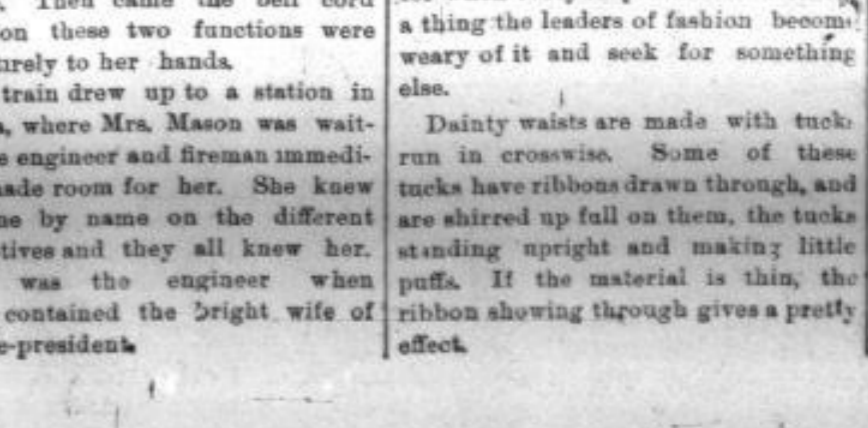 Then came the bell cord
on these two functions were
urely to her hands.
train drew up to a station in
where Mrs. Mason was wait-
engineer and fireman immedi-
ade room for her. She knew
me by name on the different
tives and they all knew her.
was the engineer when
contained the bright wife of
e-president.
a thing the leaders of fashion become
weary of it and seek for something
else.
Dainty waists are made with tucks
run in crosswise. Some of these
tucks have ribbons drawn through, and
are shirred up full on them, the tucks
standing upright and making little
puffs. If the material is thin, the
ribbon showing through gives a pretty
effect.